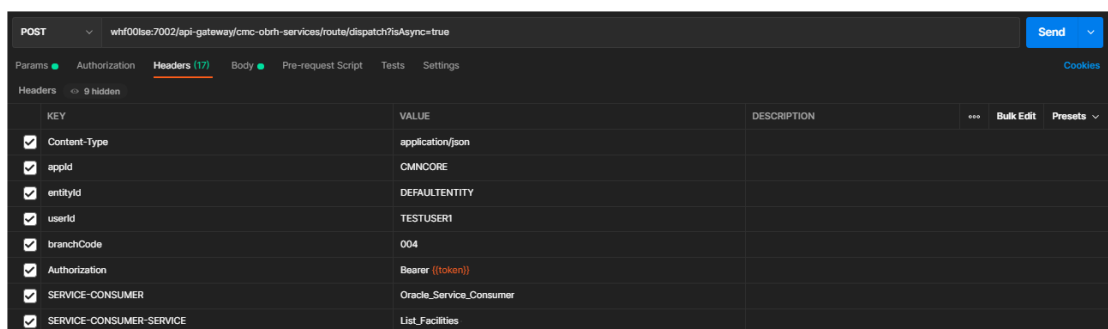 POST whf00lse:7002/api-gateway/cmc-obrh-services/route/dispatch?isAsync=true Send
Params Authorization Headers (17) Body Pre-request Script Tests Settings Cookies
Headers 9 hidden
KEY VALUE DESCRIPTION Bulk Edit Presets
Content-Type application/json
appId CMNCORE
entityId DEFAULTENTITY
userId TESTUSER1
branchCode 004
Authorization Bearer {{token}}
SERVICE-CONSUMER Oracle_Service_Consumer
SERVICE-CONSUMER-SERVICE List_Facilities